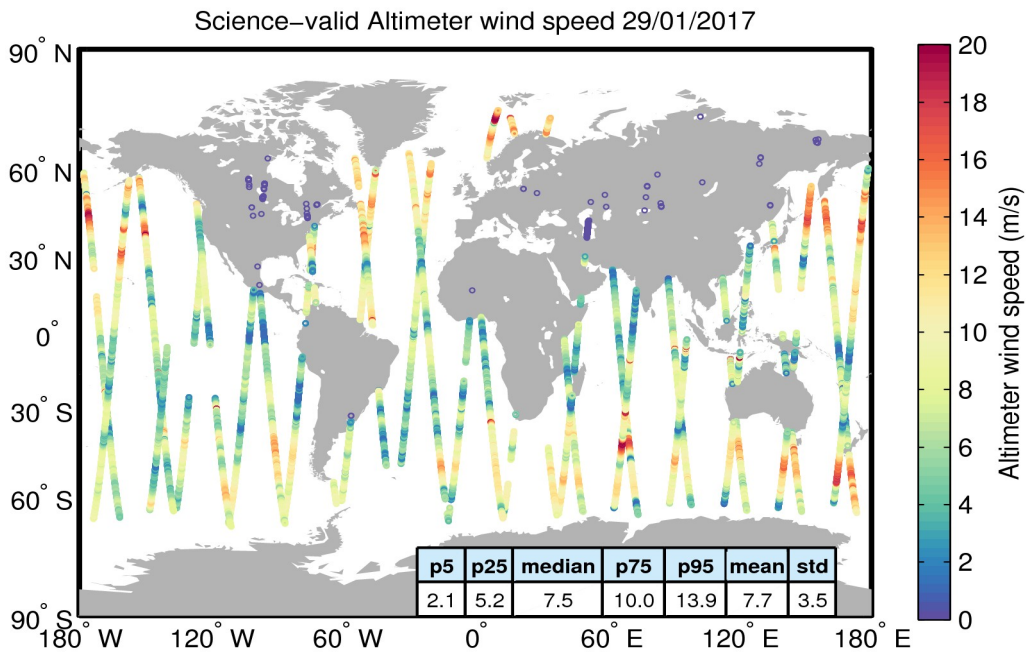 Science−valid Altimeter wind speed 29/01/2017
90° N
60° N
30° N
0°
30° S
60° S
90° S
180° W
120° W
60° W
0°
60° E
120° E
180° E
p5 p25 median p75 p95 mean std
2.1 5.2 7.5 10.0 13.9 7.7 3.5
20
18
16
14
12
10
8
6
4
2
0
Altimeter wind speed (m/s)